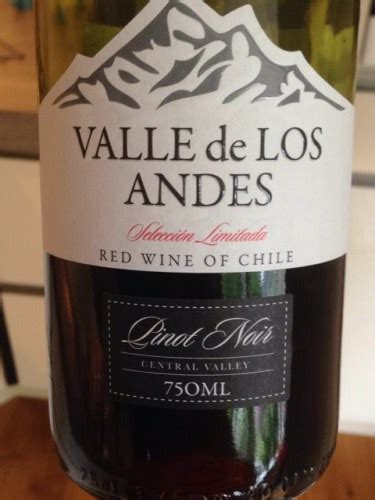 VALLE de LOS
ANDES
Selección Limitada
RED WINE OF CHILE
Pinot Noir
CENTRAL VALLEY
750ML